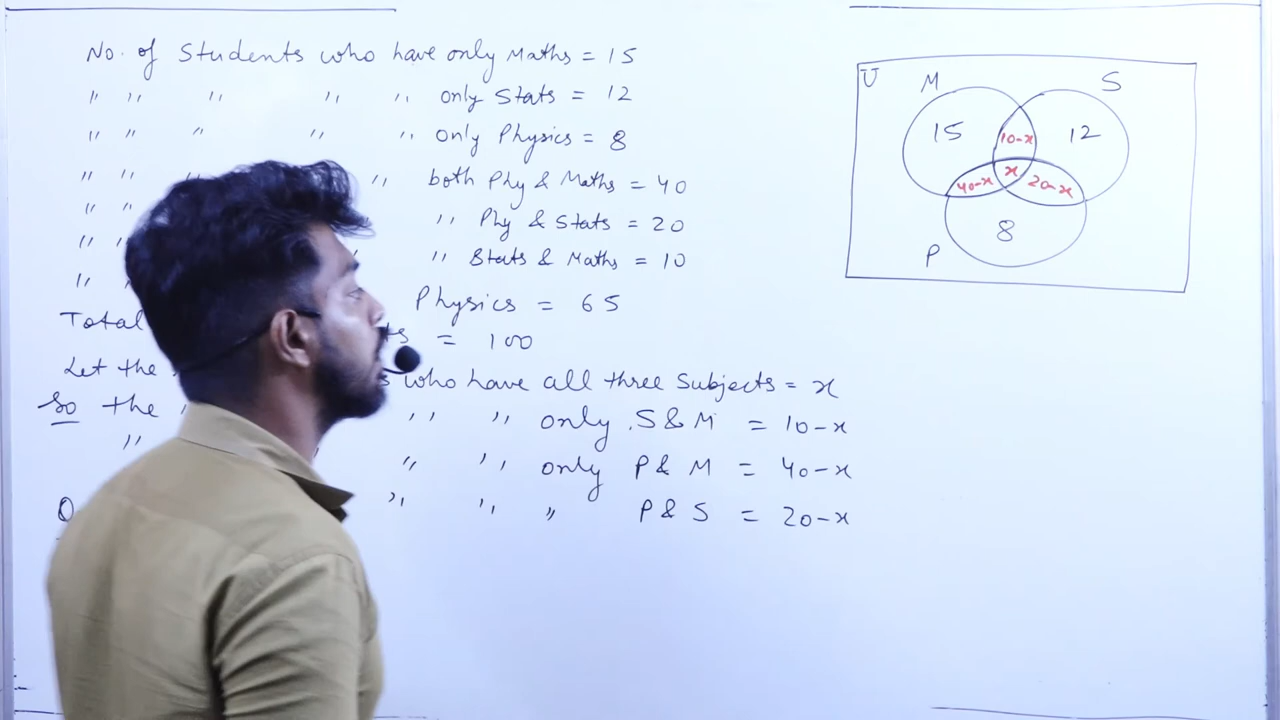 No. of Students who have only Maths = 15
" " " " " only Stats = 12
" " " " " only Physics = 8
" " " both Phy & Maths = 40
" " " Phy & Stats = 20
" " " Stats & Maths = 10
" Physics = 65
Total = 100
Let the who have all three Subjects = x
So the " " " only S & M = 10-x
" " " only P & M = 40-x
" " " P & S = 20-x
U
M
S
15
10-x
12
40-x
x
20-x
8
P